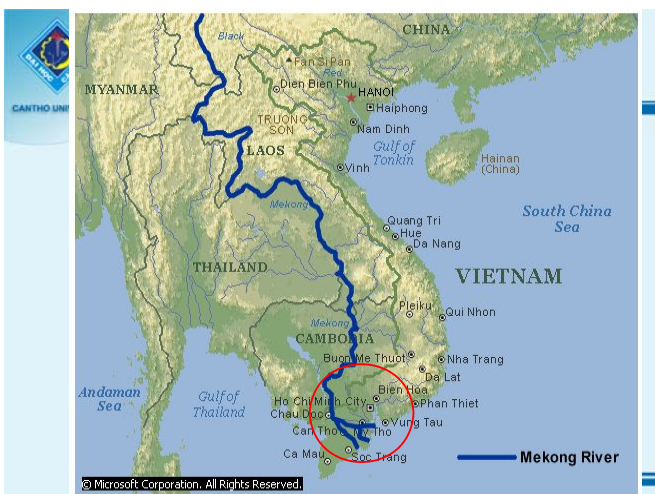 CHINA
Black
Fan Si Pan
Red
Dien Bien Phu
HANOI
MYANMAR
Haiphong
ĐẠI HỌC
CANTHO UNI
TRUONG
SON
Nam Dinh
LAOS
Gulf of
Tonkin
Hainan
(China)
Vinh
Mekong
South China
Sea
Quang Tri
Hue
Da Nang
THAILAND
VIETNAM
Pleiku
Qui Nhon
Mekong
CAMBODIA
Buon Me Thuot
Nha Trang
Da Lat
Andaman
Sea
Gulf of
Thailand
Bien Hoa
Ho Chi Minh City
Phan Thiet
Chau Doc
Vung Tau
Can Tho
My Tho
Ca Mau
Soc Trang
Mekong River
© Microsoft Corporation. All Rights Reserved.